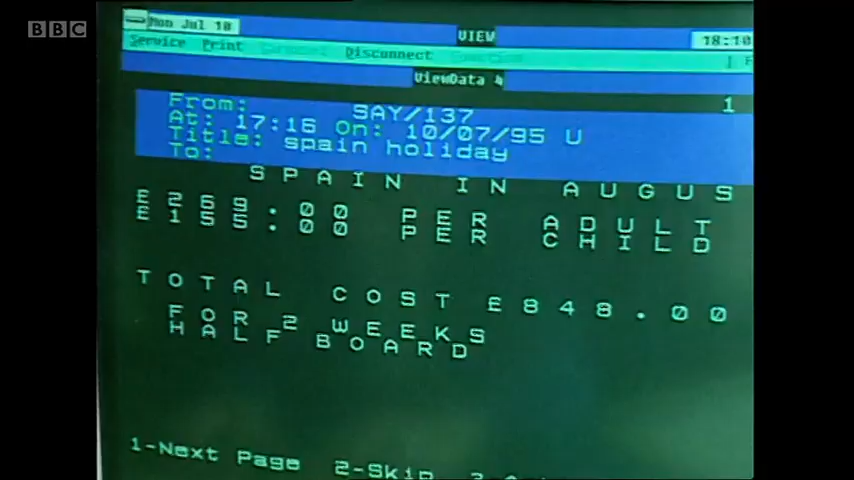 BBC
Mon Jul 10
VIEW
18:10
Service Print Disconnect
ViewData 4
From: SAY/137 1
At: 17:16 On: 10/07/95 U
Title: spain holiday
To:
SPAIN IN AUGUS
£269.00 PER ADULT
£155.00 PER CHILD
TOTAL COST £848.00
FOR 2 WEEKS
HALF BOARD
1-Next Page 2-Skip